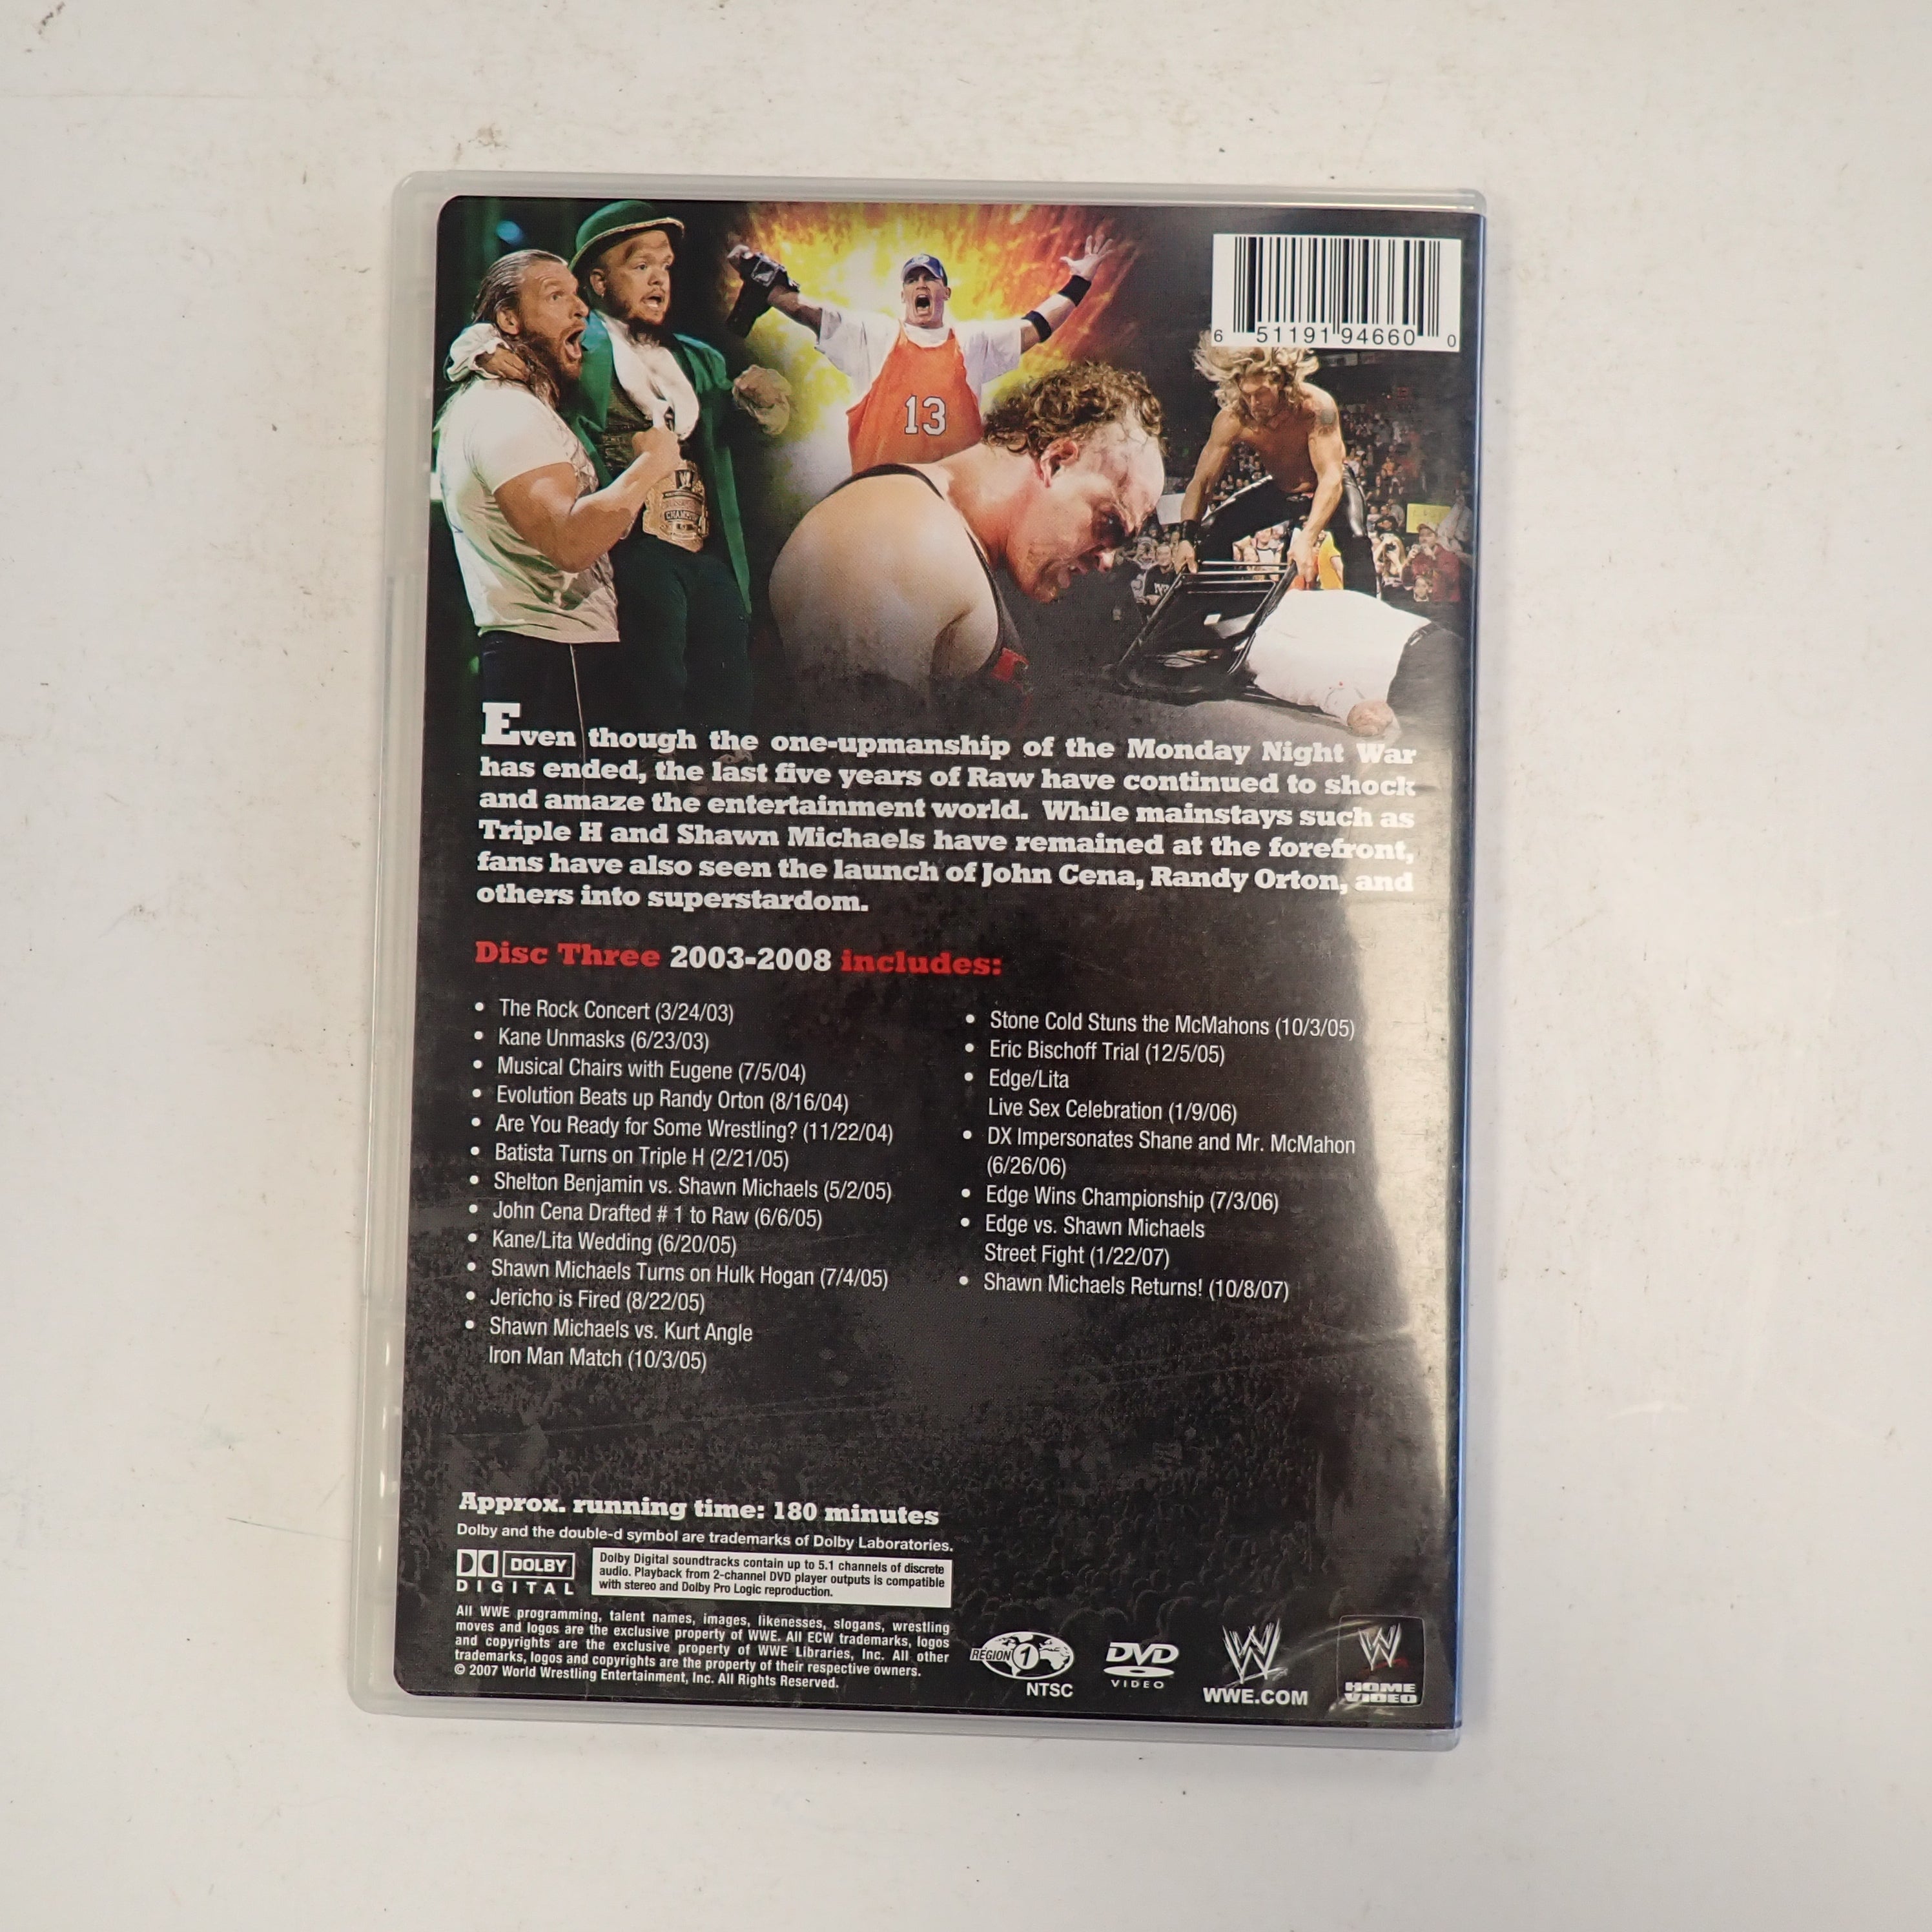 6 51191 94660 0
13
CHAMPION
Even though the one-upmanship of the Monday Night War
has ended, the last five years of Raw have continued to shock
and amaze the entertainment world. While mainstays such as
Triple H and Shawn Michaels have remained at the forefront,
fans have also seen the launch of John Cena, Randy Orton, and
others into superstardom.
Disc Three 2003-2008 includes:
• The Rock Concert (3/24/03)
• Kane Unmasks (6/23/03)
• Musical Chairs with Eugene (7/5/04)
• Evolution Beats up Randy Orton (8/16/04)
• Are You Ready for Some Wrestling? (11/22/04)
• Batista Turns on Triple H (2/21/05)
• Shelton Benjamin vs. Shawn Michaels (5/2/05)
• John Cena Drafted # 1 to Raw (6/6/05)
• Kane/Lita Wedding (6/20/05)
• Shawn Michaels Turns on Hulk Hogan (7/4/05)
• Jericho is Fired (8/22/05)
• Shawn Michaels vs. Kurt Angle
Iron Man Match (10/3/05)
• Stone Cold Stuns the McMahons (10/3/05)
• Eric Bischoff Trial (12/5/05)
• Edge/Lita
Live Sex Celebration (1/9/06)
• DX Impersonates Shane and Mr. McMahon
(6/26/06)
• Edge Wins Championship (7/3/06)
• Edge vs. Shawn Michaels
Street Fight (1/22/07)
• Shawn Michaels Returns! (10/8/07)
Approx. running time: 180 minutes
Dolby and the double-d symbol are trademarks of Dolby Laboratories.
DOLBY
DIGITAL
Dolby Digital soundtracks contain up to 5.1 channels of discrete
audio. Playback from 2-channel DVD player outputs is compatible
with stereo and Dolby Pro Logic reproduction.
All WWE programming, talent names, images, likenesses, slogans, wrestling
moves and logos are the exclusive property of WWE. All ECW trademarks, logos
and copyrights are the exclusive property of WWE Libraries, Inc. All other
trademarks, logos and copyrights are the property of their respective owners.
© 2007 World Wrestling Entertainment, Inc. All Rights Reserved.
REGION 1
NTSC
DVD
VIDEO
W
WWE.COM
W
HOME
VIDEO